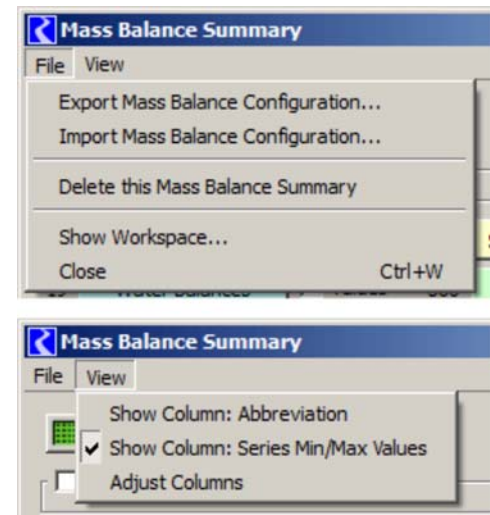 Mass Balance Summary
File View
Export Mass Balance Configuration...
Import Mass Balance Configuration...
Delete this Mass Balance Summary
Show Workspace...
Close Ctrl+W
Mass Balance Summary
File View
Show Column: Abbreviation
Show Column: Series Min/Max Values
Adjust Columns